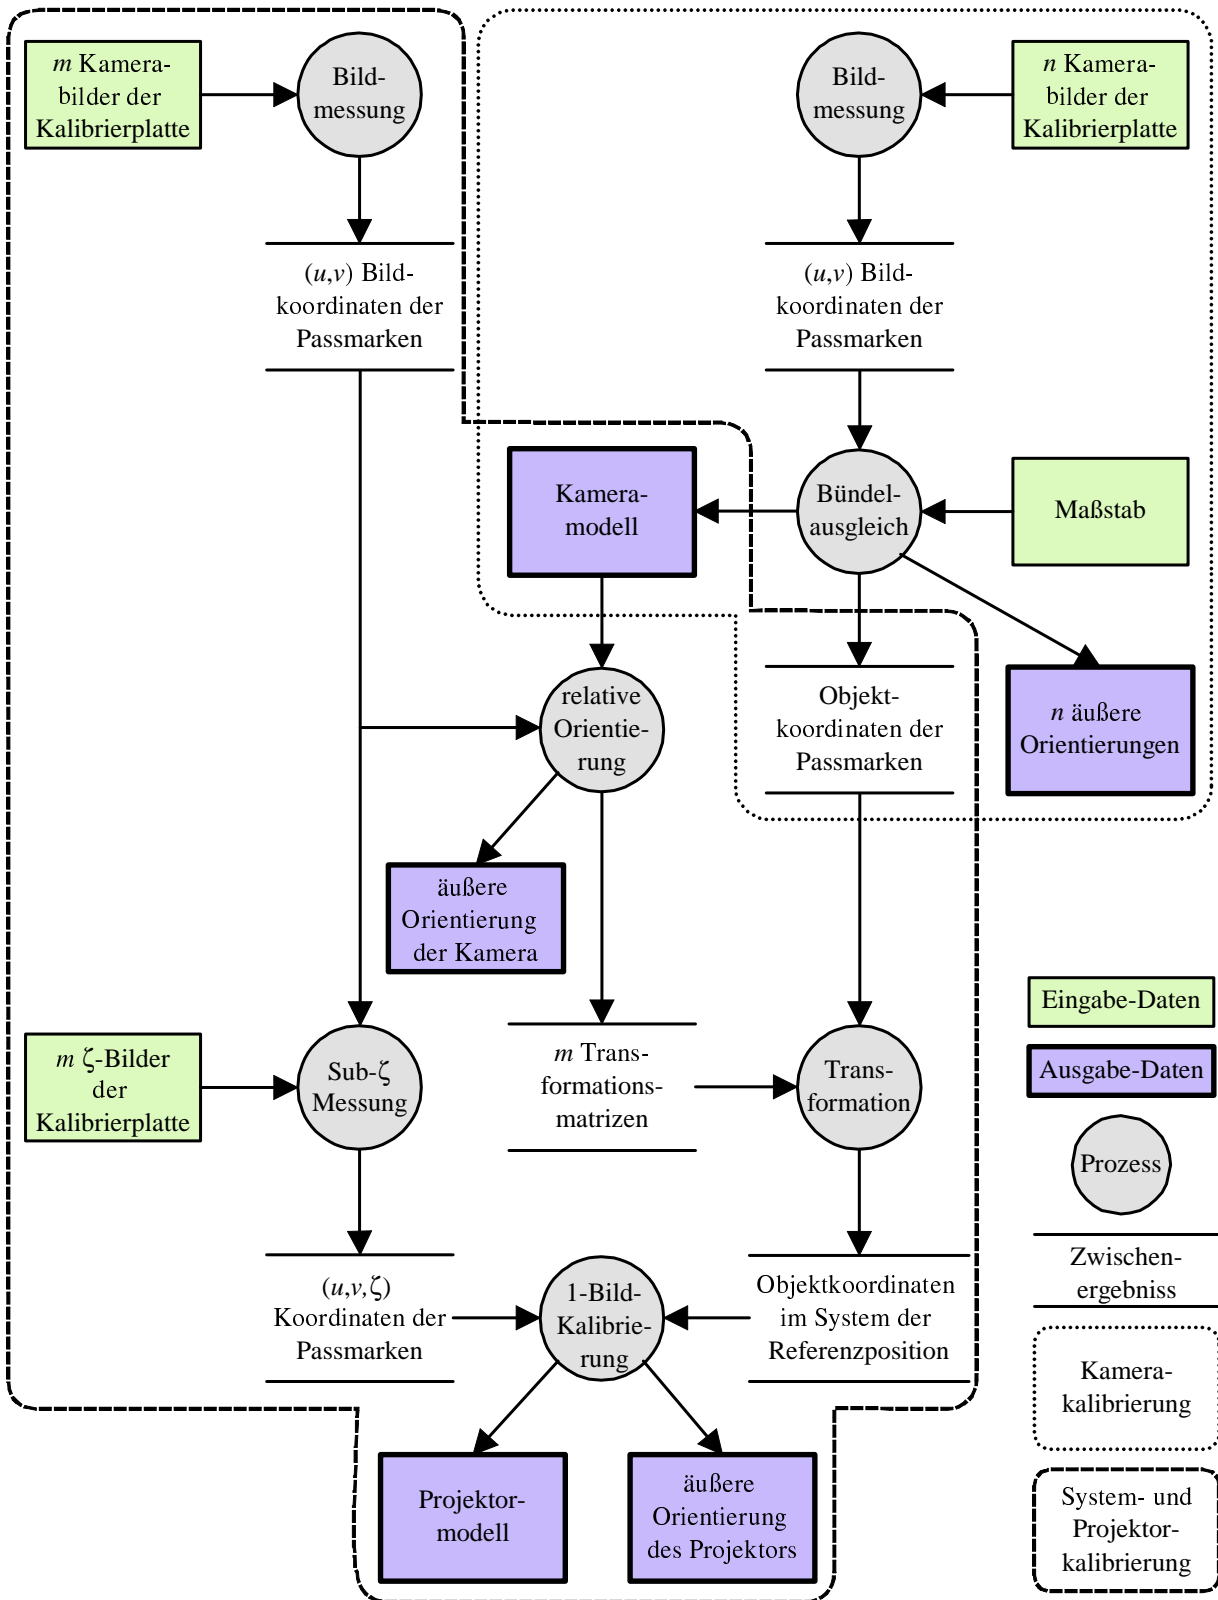 m Kamera-
bilder der
Kalibrierplatte
Bild-
messung
Bild-
messung
n Kamera-
bilder der
Kalibrierplatte
(u,v) Bild-
koordinaten der
Passmarken
(u,v) Bild-
koordinaten der
Passmarken
Kamera-
modell
Bündel-
ausgleich
Maßstab
relative
Orientie-
rung
Objekt-
koordinaten der
Passmarken
n äußere
Orientierungen
äußere
Orientierung
der Kamera
m ζ-Bilder
der
Kalibrierplatte
Sub-ζ
Messung
m Trans-
formations-
matrizen
Trans-
formation
(u,v,ζ)
Koordinaten der
Passmarken
1-Bild-
Kalibrie-
rung
Objektkoordinaten
im System der
Referenzposition
Projektor-
modell
äußere
Orientierung
des Projektors
Eingabe-Daten
Ausgabe-Daten
Prozess
Zwischen-
ergebniss
Kamera-
kalibrierung
System- und
Projektor-
kalibrierung